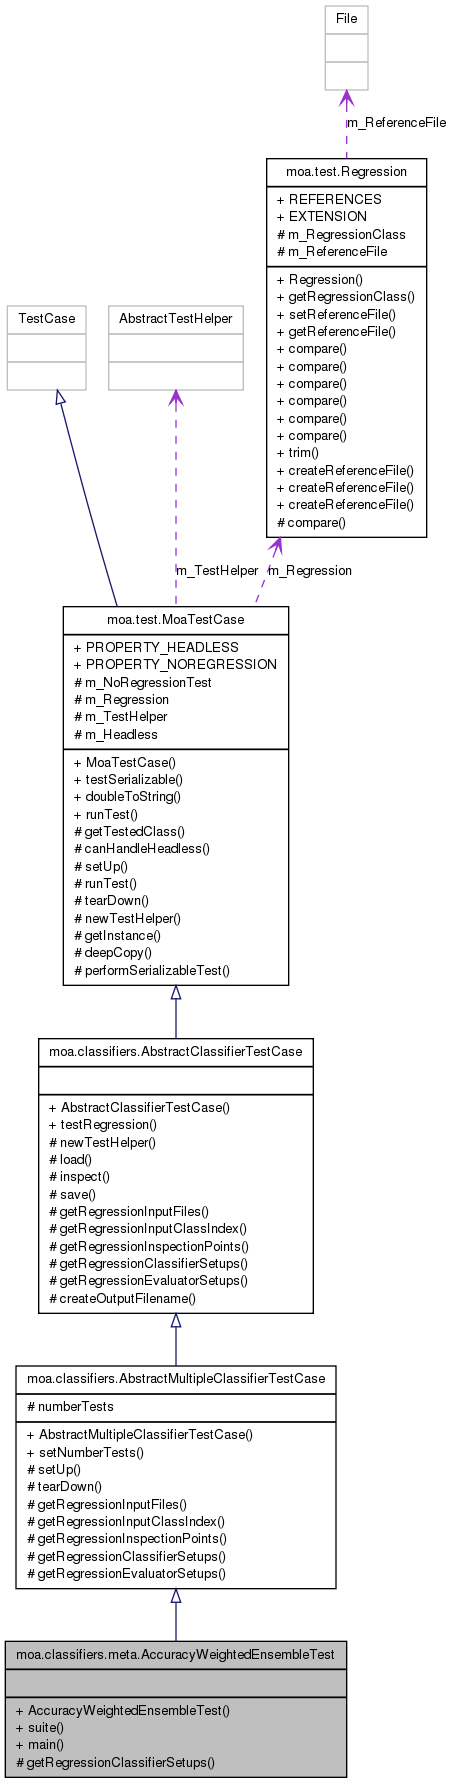 File
m_ReferenceFile
moa.test.Regression
+ REFERENCES
+ EXTENSION
# m_RegressionClass
# m_ReferenceFile
+ Regression()
+ getRegressionClass()
+ setReferenceFile()
+ getReferenceFile()
+ compare()
+ compare()
+ compare()
+ compare()
+ compare()
+ compare()
+ trim()
+ createReferenceFile()
+ createReferenceFile()
+ createReferenceFile()
# compare()
TestCase
AbstractTestHelper
m_TestHelper
m_Regression
moa.test.MoaTestCase
+ PROPERTY_HEADLESS
+ PROPERTY_NOREGRESSION
# m_NoRegressionTest
# m_Regression
# m_TestHelper
# m_Headless
+ MoaTestCase()
+ testSerializable()
+ doubleToString()
+ runTest()
# getTestedClass()
# canHandleHeadless()
# setUp()
# runTest()
# tearDown()
# newTestHelper()
# getInstance()
# deepCopy()
# performSerializableTest()
moa.classifiers.AbstractClassifierTestCase
+ AbstractClassifierTestCase()
+ testRegression()
# newTestHelper()
# load()
# inspect()
# save()
# getRegressionInputFiles()
# getRegressionInputClassIndex()
# getRegressionInspectionPoints()
# getRegressionClassifierSetups()
# getRegressionEvaluatorSetups()
# createOutputFilename()
moa.classifiers.AbstractMultipleClassifierTestCase
# numberTests
+ AbstractMultipleClassifierTestCase()
+ setNumberTests()
# setUp()
# tearDown()
# getRegressionInputFiles()
# getRegressionInputClassIndex()
# getRegressionInspectionPoints()
# getRegressionClassifierSetups()
# getRegressionEvaluatorSetups()
moa.classifiers.meta.AccuracyWeightedEnsembleTest
+ AccuracyWeightedEnsembleTest()
+ suite()
+ main()
# getRegressionClassifierSetups()